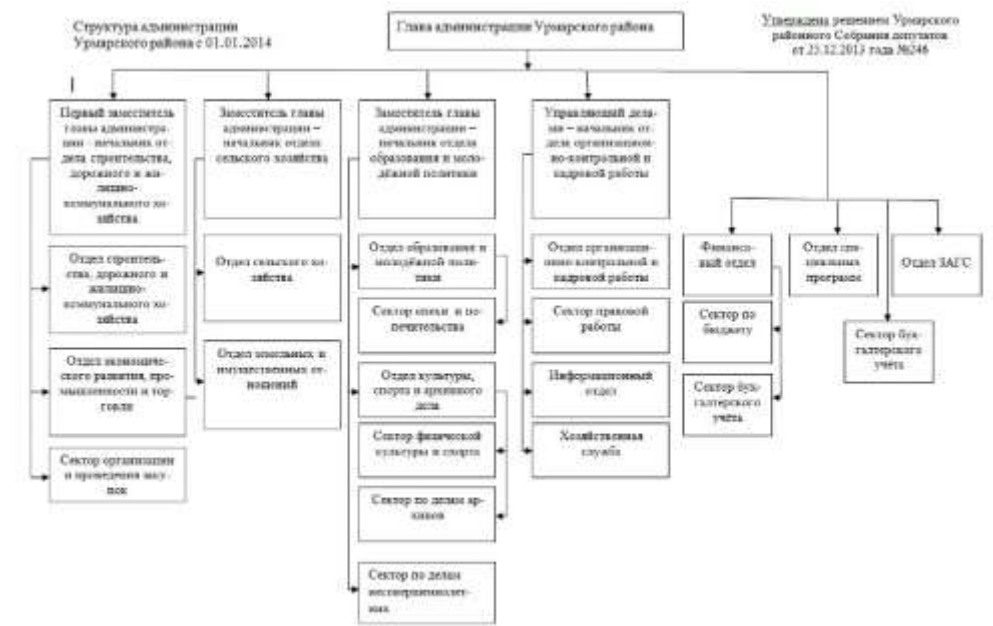 Структура администрации
Урмарского района с 01.01.2014
Глава администрации Урмарского района
Утверждена решением Урмарского
районного Собрания депутатов
от 25.12.2013 года №246
Первый заместитель
главы администра-
ции – начальник от-
дела строительства,
дорожного и жи-
лищно-
коммунального хо-
зяйства
Заместитель главы
администрации –
начальник отдела
сельского хозяйства
Заместитель главы
администрации –
начальник отдела
образования и моло-
дёжной политики
Управляющий дела-
ми – начальник от-
дела организацион-
но-контрольной и
кадровой работы
Отдел строитель-
ства, дорожного и
жилищно-
коммунального хо-
зяйства
Отдел сельского хо-
зяйства
Отдел образования и
молодёжной поли-
тики
Отдел организаци-
онно контрольной и
кадровой работы
Финансо-
вый отдел
Отдел спе-
циальных
программ
Отдел ЗАГС
Сектор опеки и по-
печительства
Сектор правовой
работы
Сектор по
бюджету
Сектор бух-
галтерского
учёта
Отдел экономиче-
ского развития, про-
мышленности и тор-
говли
Отдел земельных и
имущественных от-
ношений
Отдел культуры,
спорта и архивного
дела
Информационный
отдел
Сектор бух-
галтерского
учёта
Сектор физической
культуры и спорта
Хозяйственная
служба
Сектор организации
и проведения заку-
пок
Сектор по делам ар-
хивов
Сектор по делам
несовершеннолет-
них